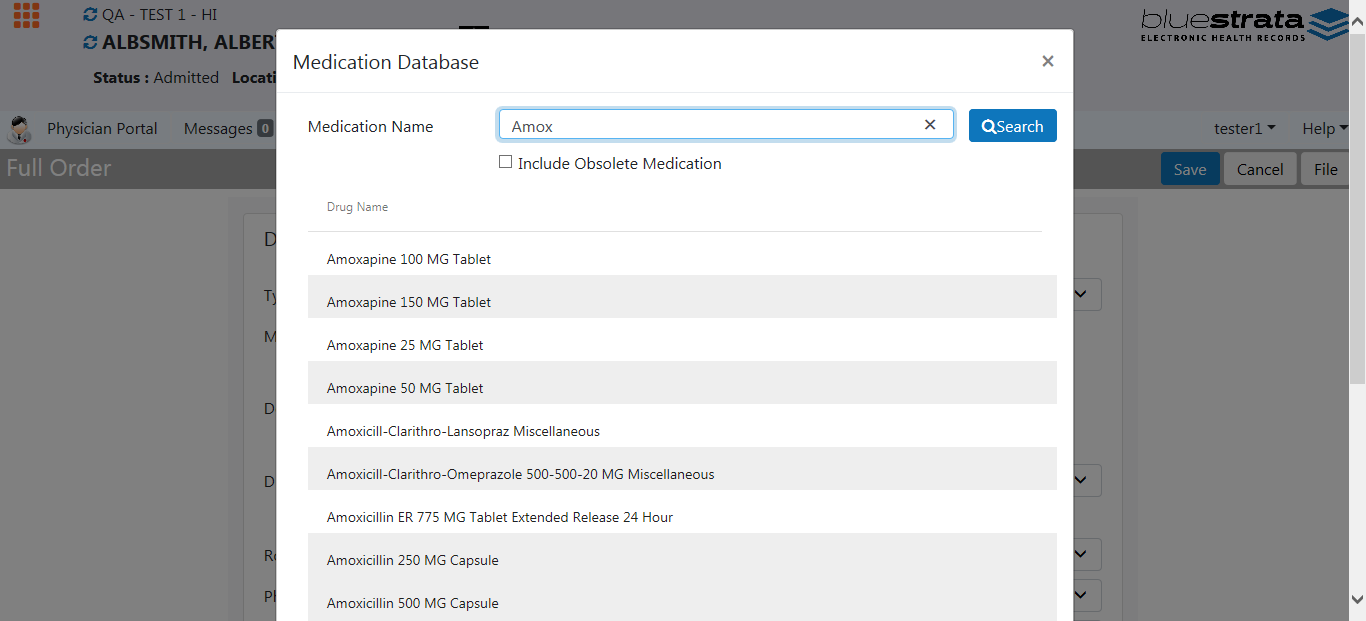 QA - TEST 1 - HI
bluestrata
ELECTRONIC HEALTH RECORDS
ALBSMITH, ALBER
Status : Admitted Locati
Medication Database
×
Physician Portal Messages 0
tester1 Help
Medication Name Amox × Search
Include Obsolete Medication
Full Order
Save Cancel File
Drug Name
Amoxapine 100 MG Tablet
Amoxapine 150 MG Tablet
Amoxapine 25 MG Tablet
Amoxapine 50 MG Tablet
Amoxicill-Clarithro-Lansopraz Miscellaneous
Amoxicill-Clarithro-Omeprazole 500-500-20 MG Miscellaneous
Amoxicillin ER 775 MG Tablet Extended Release 24 Hour
Amoxicillin 250 MG Capsule
Amoxicillin 500 MG Capsule